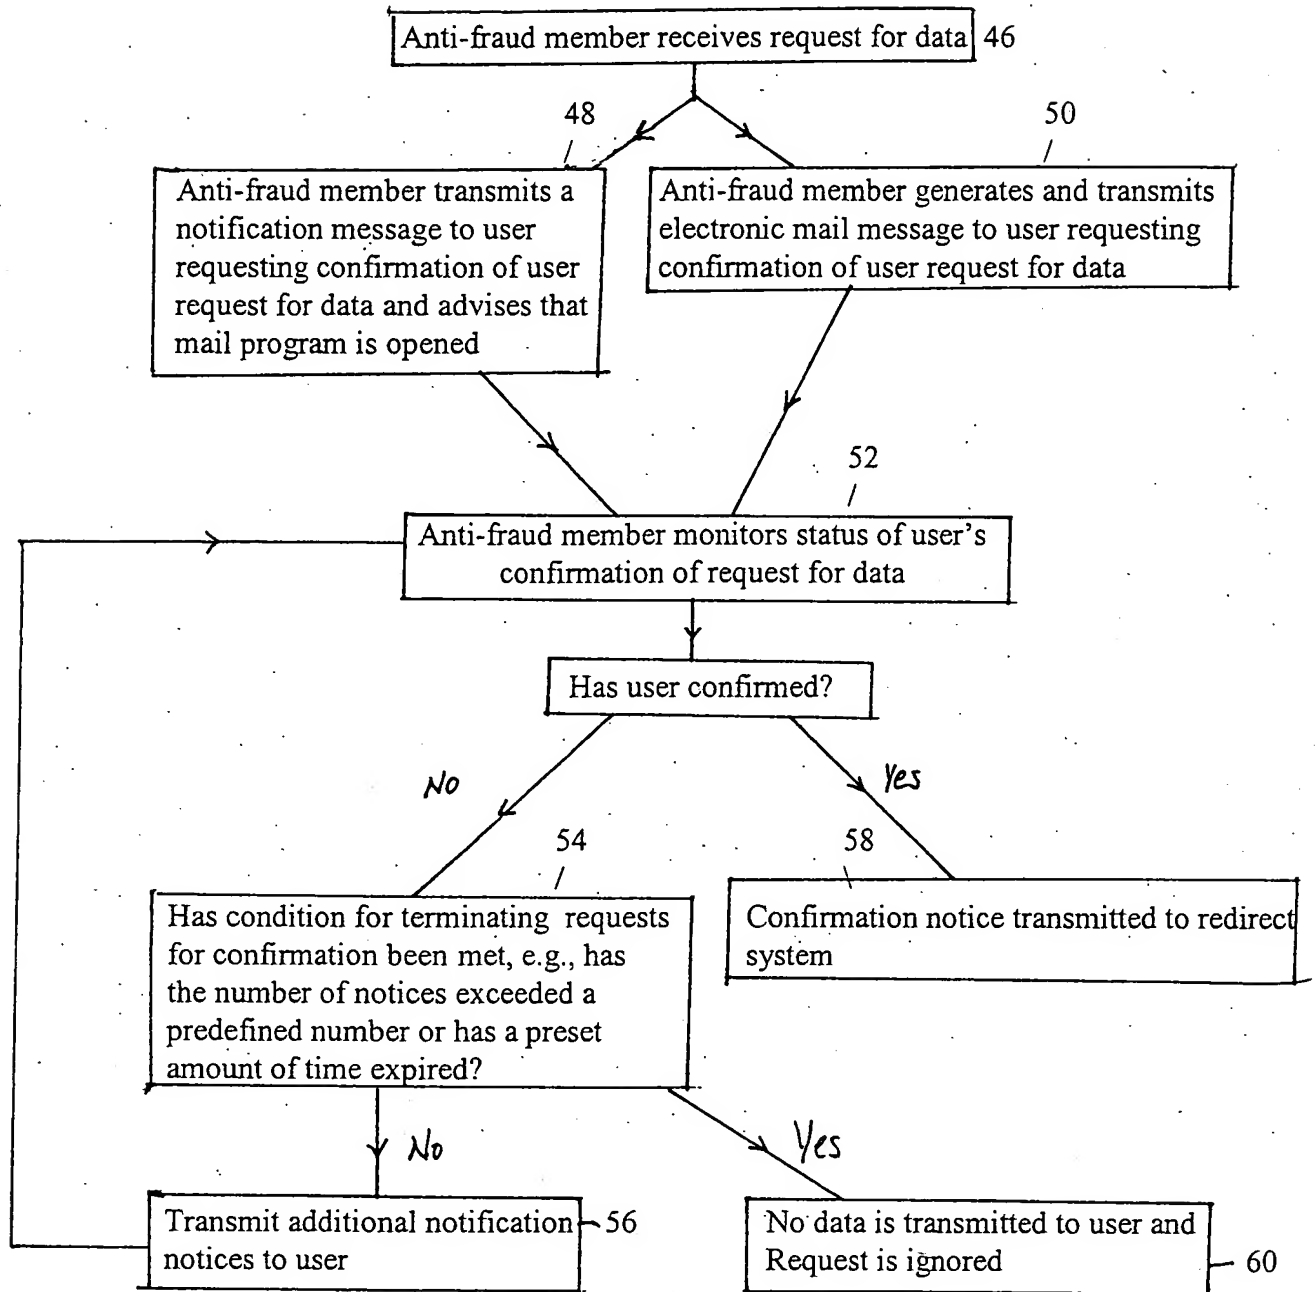 Anti-fraud member receives request for data 46
48
50
Anti-fraud member transmits a
notification message to user
requesting confirmation of user
request for data and advises that
mail program is opened
Anti-fraud member generates and transmits
electronic mail message to user requesting
confirmation of user request for data
52
Anti-fraud member monitors status of user's
confirmation of request for data
Has user confirmed?
No
Yes
54
58
Has condition for terminating requests
for confirmation been met, e.g., has
the number of notices exceeded a
predefined number or has a preset
amount of time expired?
Confirmation notice transmitted to redirect
system
No
Yes
Transmit additional notification
notices to user
56
No data is transmitted to user and
Request is ignored
60